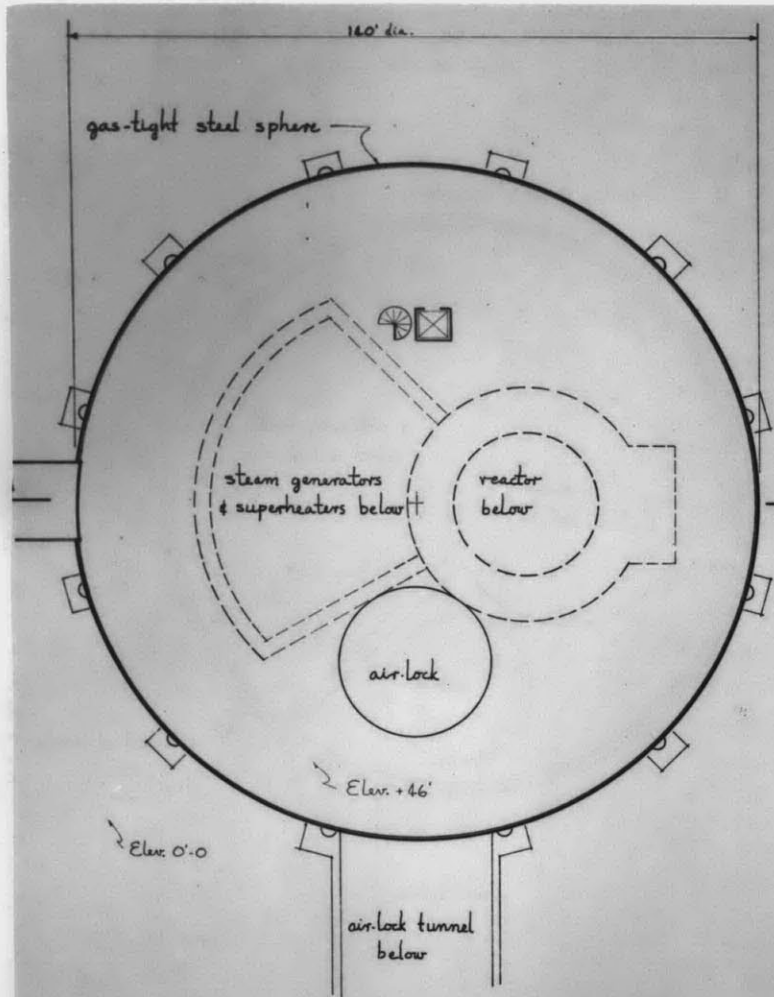 140' dia.
gas-tight steel sphere
steam generators
& superheaters below
reactor
below
air-lock
Elev. +46'
Elev. 0'-0
air-lock tunnel
below